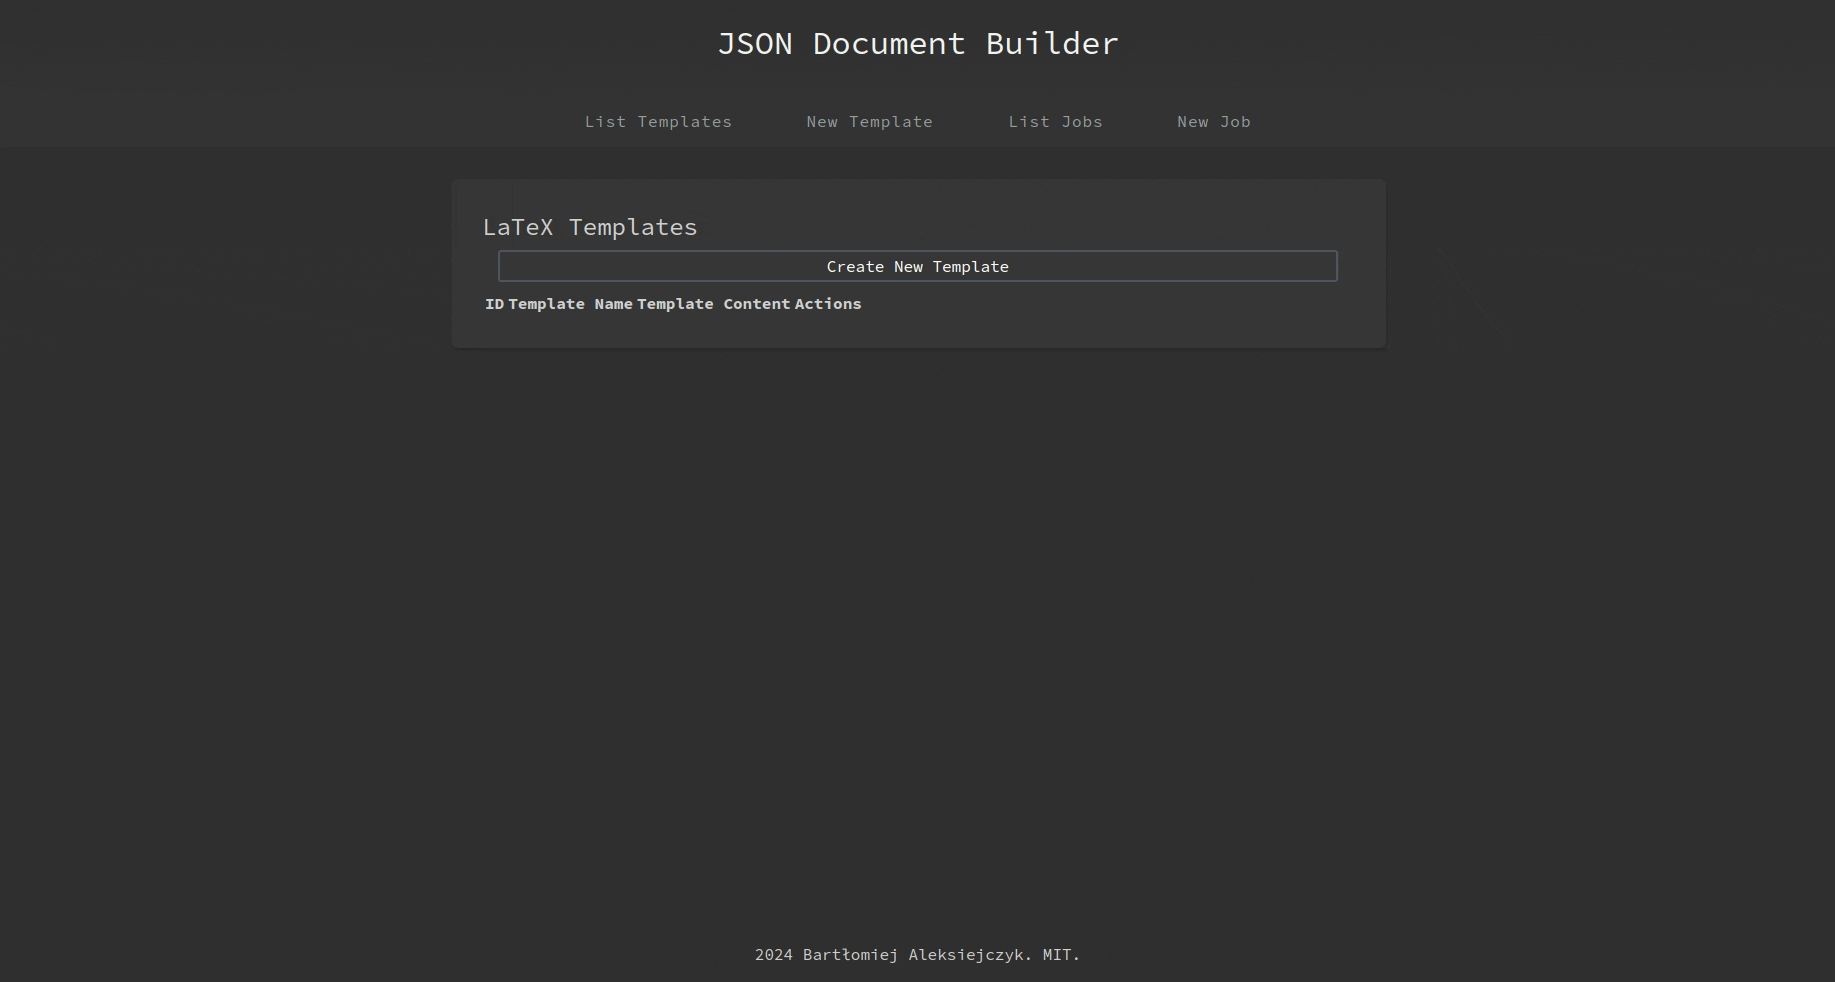 JSON Document Builder
List Templates New Template List Jobs New Job
LaTeX Templates
Create New Template
ID Template Name Template Content Actions
2024 Bartłomiej Aleksiejczyk. MIT.